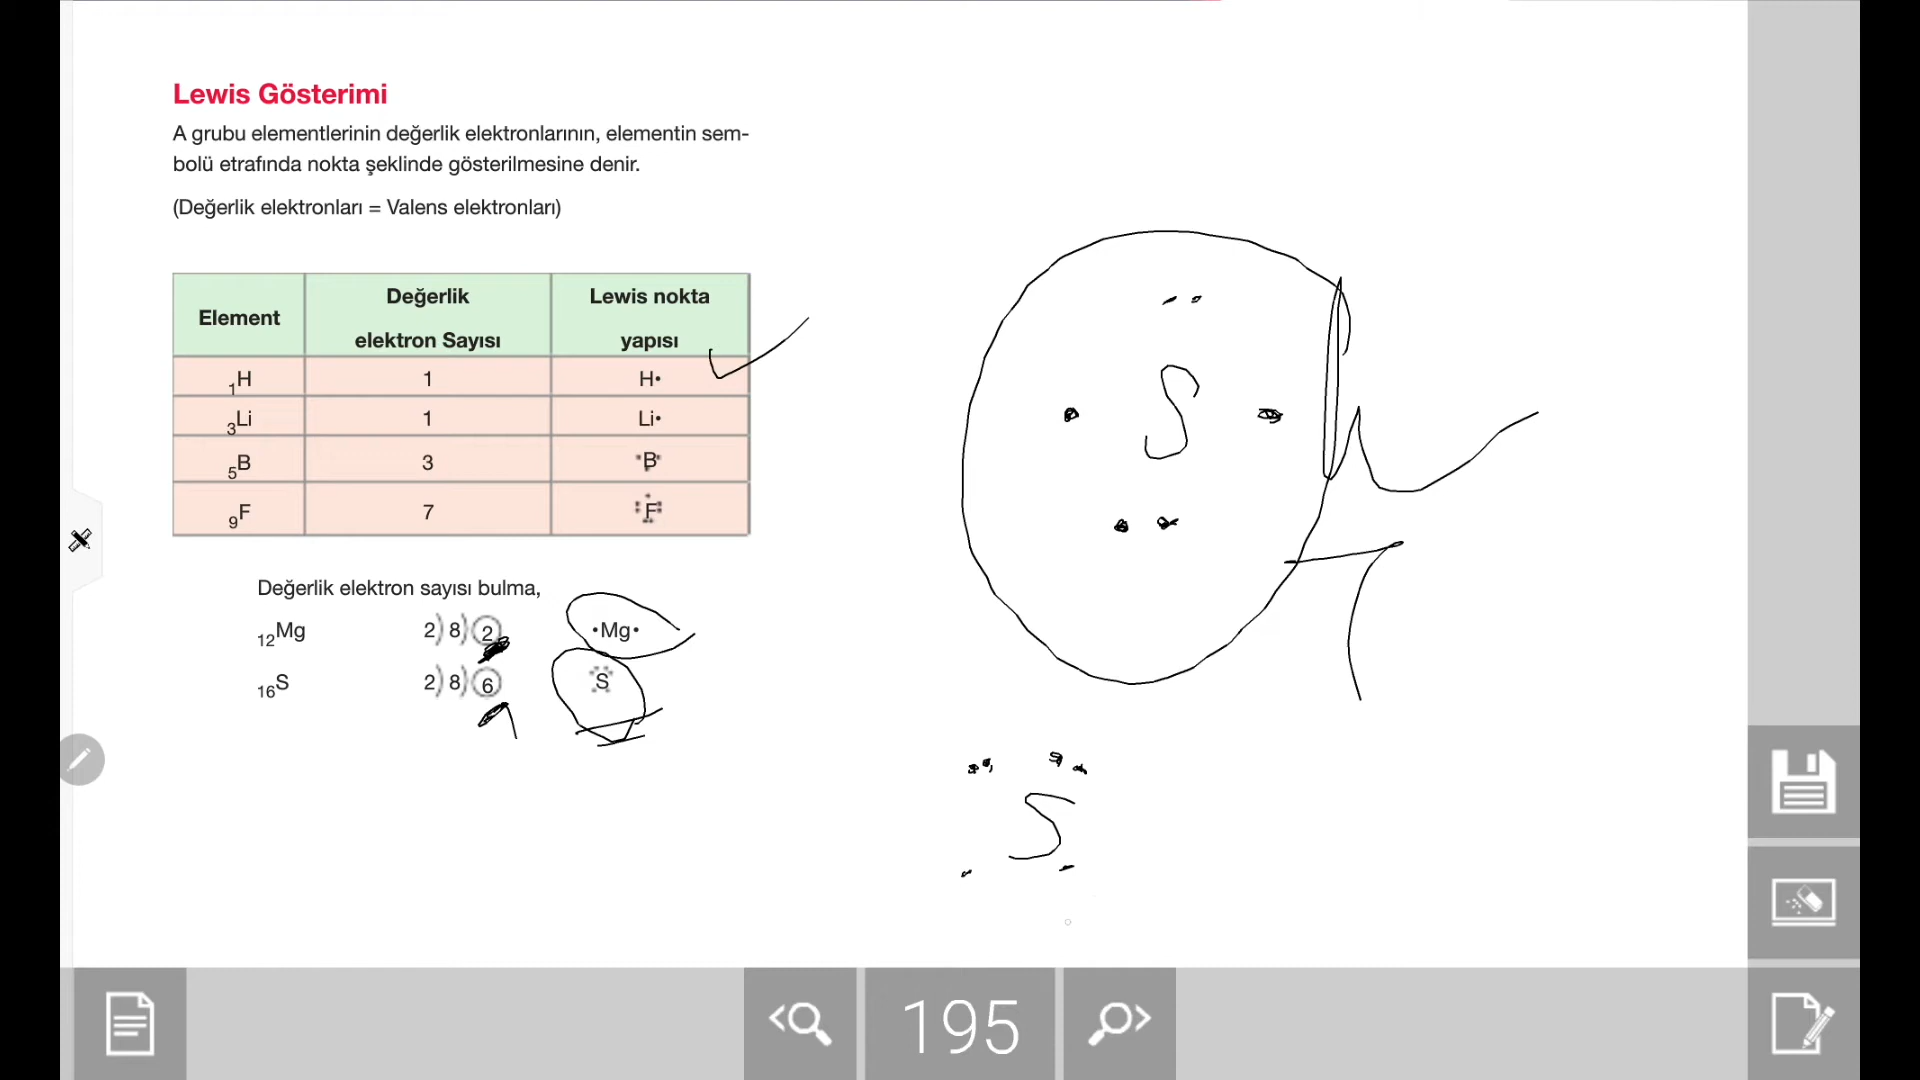 Lewis Gösterimi
A grubu elementlerinin değerlik elektronlarının, elementin sem-
bolü etrafında nokta şeklinde gösterilmesine denir.
(Değerlik elektronları = Valens elektronları)
Element Değerlik elektron Sayısı Lewis nokta yapısı
₁H 1 H•
₃Li 1 Li•
₅B 3 B
₉F 7 F
Değerlik elektron sayısı bulma,
₁₂Mg 2) 8) 2 •Mg•
₁₆S 2) 8) 6 S
S
S
195